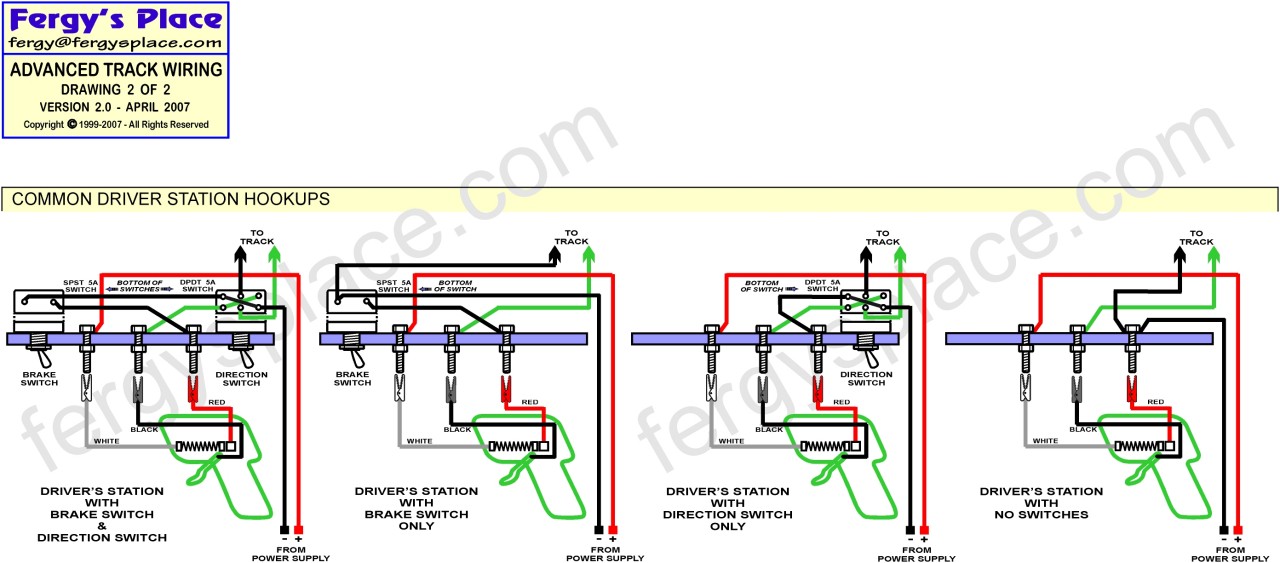 Fergy's Place
fergy@fergysplace.com
ADVANCED TRACK WIRING
DRAWING 2 OF 2
VERSION 2.0 - APRIL 2007
Copyright © 1999-2007 - All Rights Reserved
fergysplace.com
fergysplace.com
COMMON DRIVER STATION HOOKUPS
TO
TRACK
SPST 5A
SWITCH
BOTTOM OF
SWITCHES
DPDT 5A
SWITCH
BRAKE
SWITCH
DIRECTION
SWITCH
RED
BLACK
WHITE
DRIVER'S STATION
WITH
BRAKE SWITCH
&
DIRECTION SWITCH
- +
FROM
POWER SUPPLY
TO
TRACK
SPST 5A
SWITCH
BOTTOM
OF SWITCH
BRAKE
SWITCH
RED
BLACK
WHITE
DRIVER'S STATION
WITH
BRAKE SWITCH
ONLY
- +
FROM
POWER SUPPLY
TO
TRACK
BOTTOM
OF SWITCH
DPDT 5A
SWITCH
DIRECTION
SWITCH
RED
BLACK
WHITE
DRIVER'S STATION
WITH
DIRECTION SWITCH
ONLY
- +
FROM
POWER SUPPLY
TO
TRACK
RED
BLACK
WHITE
DRIVER'S STATION
WITH
NO SWITCHES
- +
FROM
POWER SUPPLY